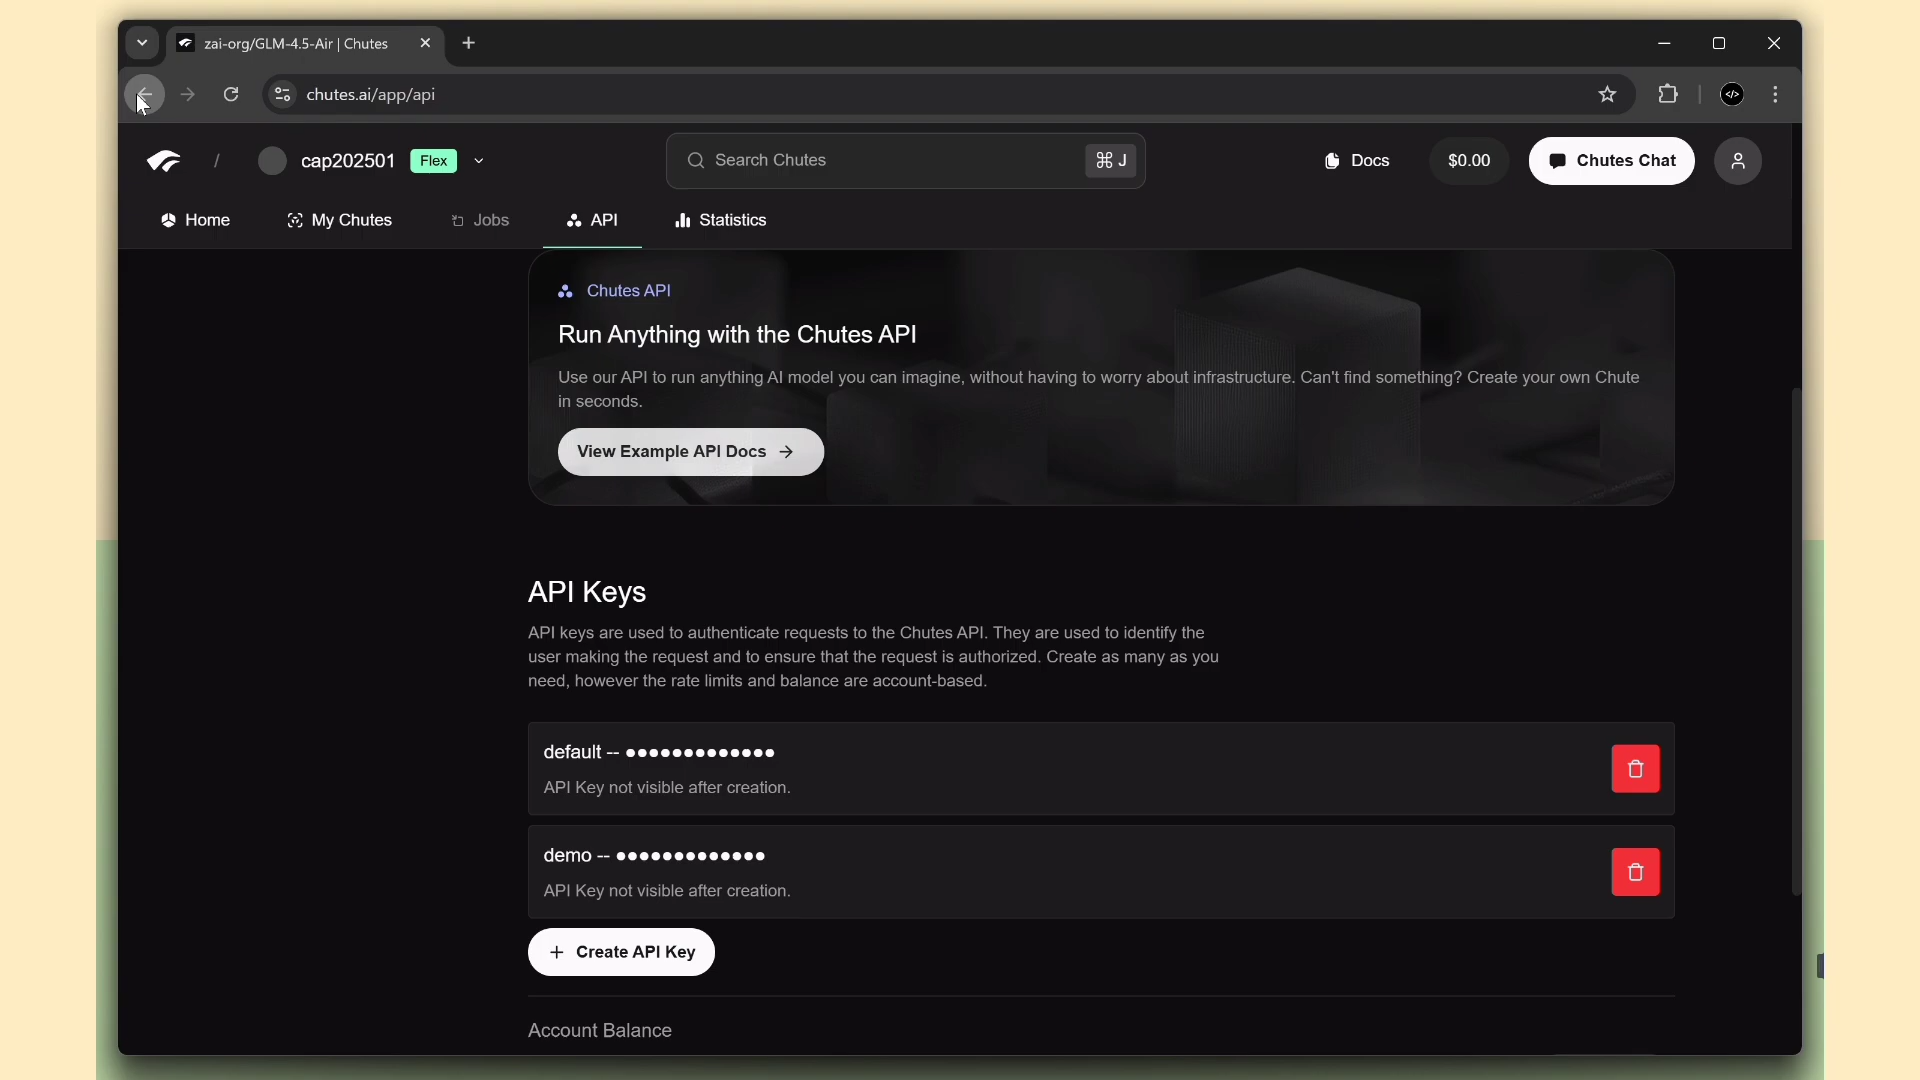 zai-org/GLM-4.5-Air | Chutes
chutes.ai/app/api
/ cap202501 Flex
Search Chutes ⌘ J
Docs $0.00 Chutes Chat
Home My Chutes Jobs API Statistics
Chutes API
Run Anything with the Chutes API
Use our API to run anything AI model you can imagine, without having to worry about infrastructure. Can't find something? Create your own Chute
in seconds.
View Example API Docs →
API Keys
API keys are used to authenticate requests to the Chutes API. They are used to identify the
user making the request and to ensure that the request is authorized. Create as many as you
need, however the rate limits and balance are account-based.
default -- •••••••••••••
API Key not visible after creation.
demo -- •••••••••••••
API Key not visible after creation.
+ Create API Key
Account Balance